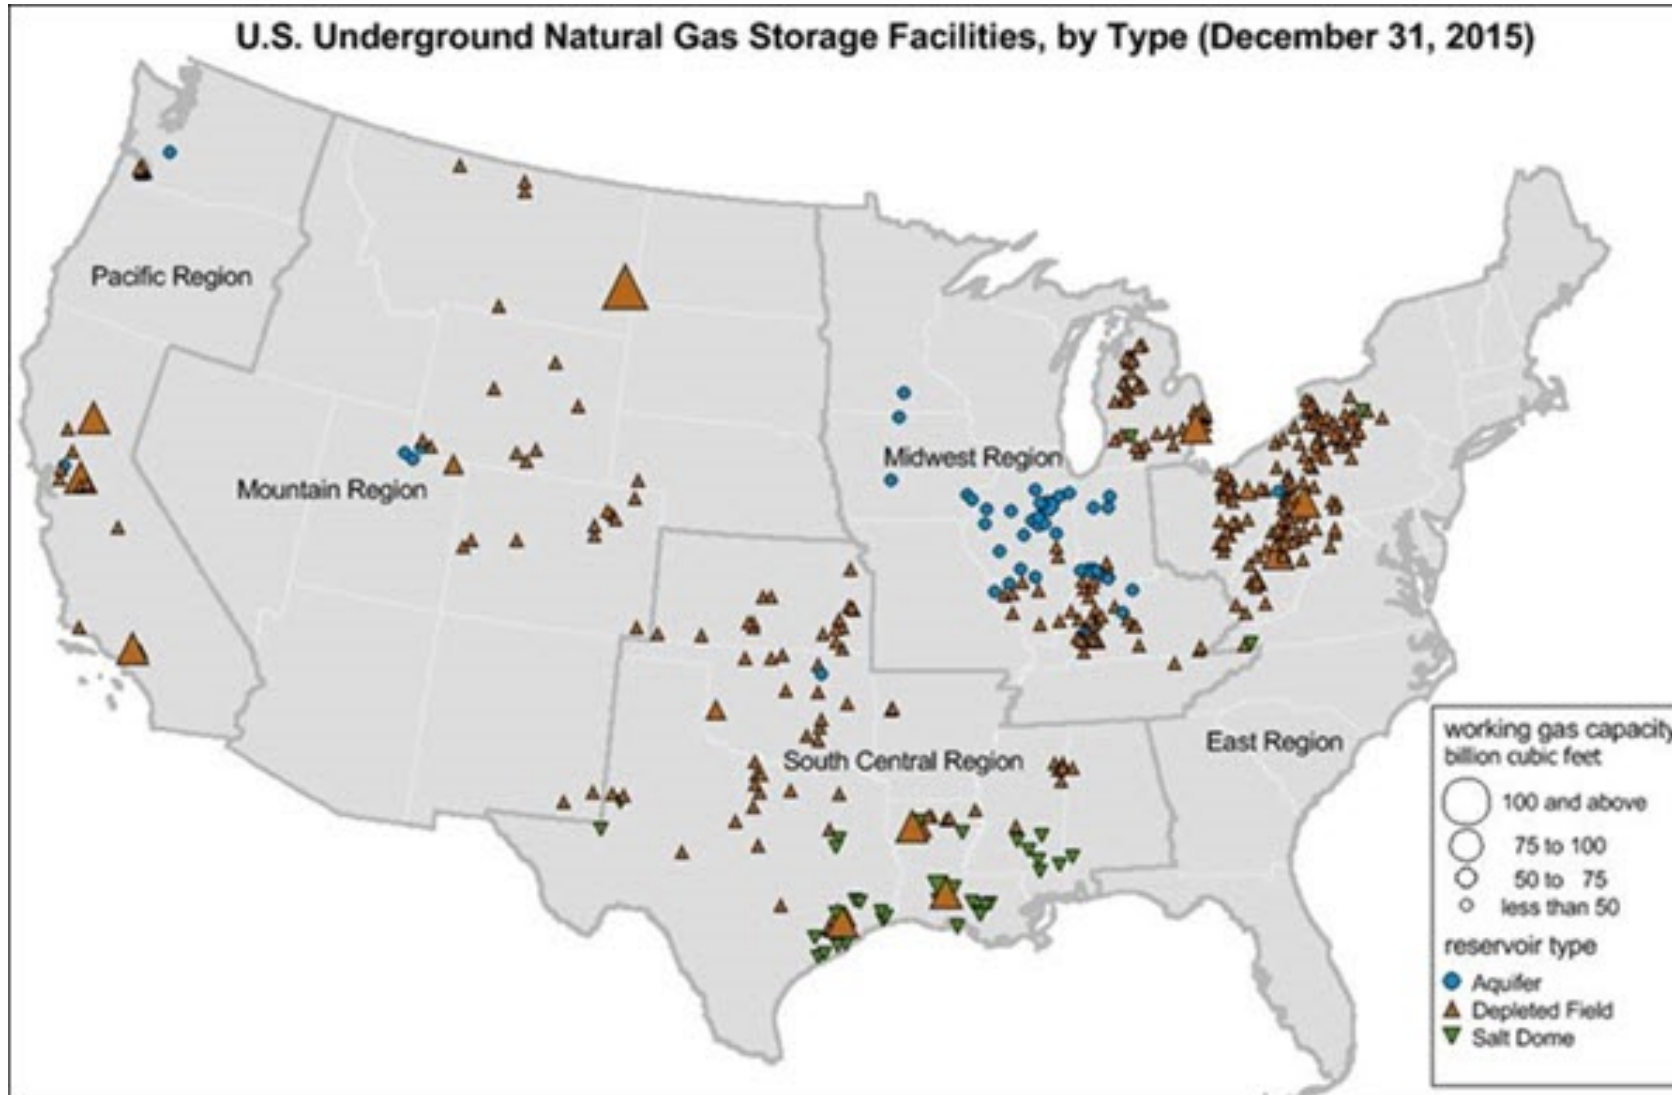 U.S. Underground Natural Gas Storage Facilities, by Type (December 31, 2015)
Pacific Region
Mountain Region
Midwest Region
South Central Region
East Region
working gas capacity
billion cubic feet
100 and above
75 to 100
50 to 75
less than 50
reservoir type
Aquifer
Depleted Field
Salt Dome